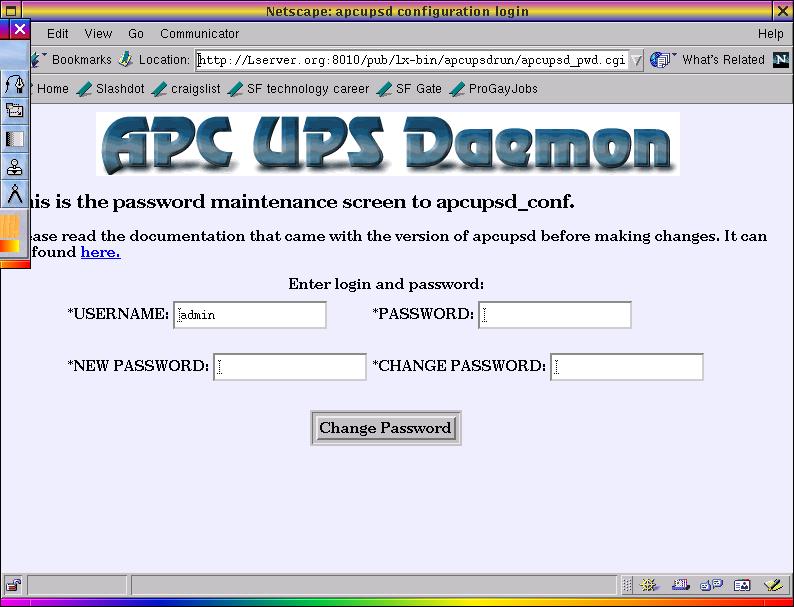 Netscape: apcupsd configuration login
Edit View Go Communicator Help
Bookmarks Location: http://Lserver.org:8010/pub/lx-bin/apcupsdrun/apcupsd_pwd.cgi What's Related N
Home Slashdot craigslist SF technology career SF Gate ProGayJobs
APC UPS Daemon
his is the password maintenance screen to apcupsd_conf.
ease read the documentation that came with the version of apcupsd before making changes. It can
found here.
Enter login and password:
*USERNAME: admin *PASSWORD:
*NEW PASSWORD: *CHANGE PASSWORD:
Change Password